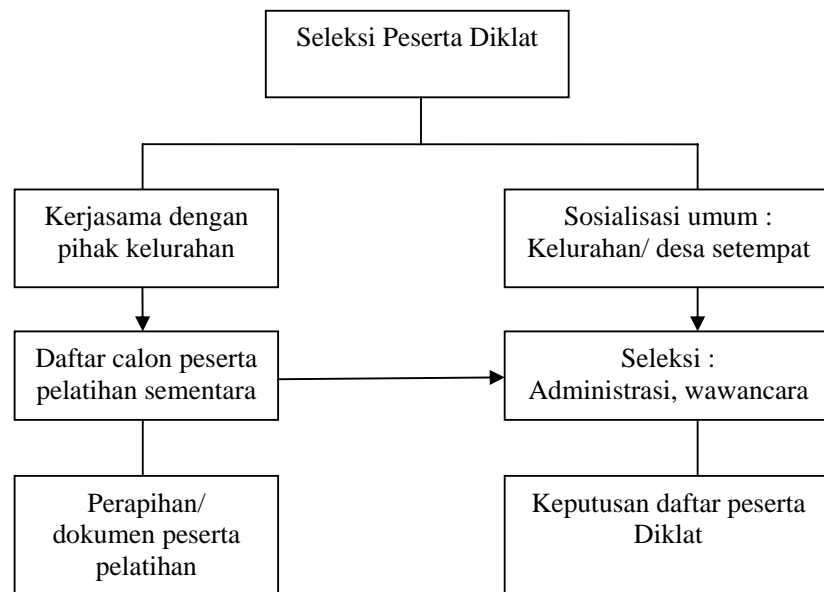 Seleksi Peserta Diklat
Kerjasama dengan
pihak kelurahan
Sosialisasi umum :
Kelurahan/ desa setempat
Daftar calon peserta
pelatihan sementara
Seleksi :
Administrasi, wawancara
Perapihan/
dokumen peserta
pelatihan
Keputusan daftar peserta
Diklat